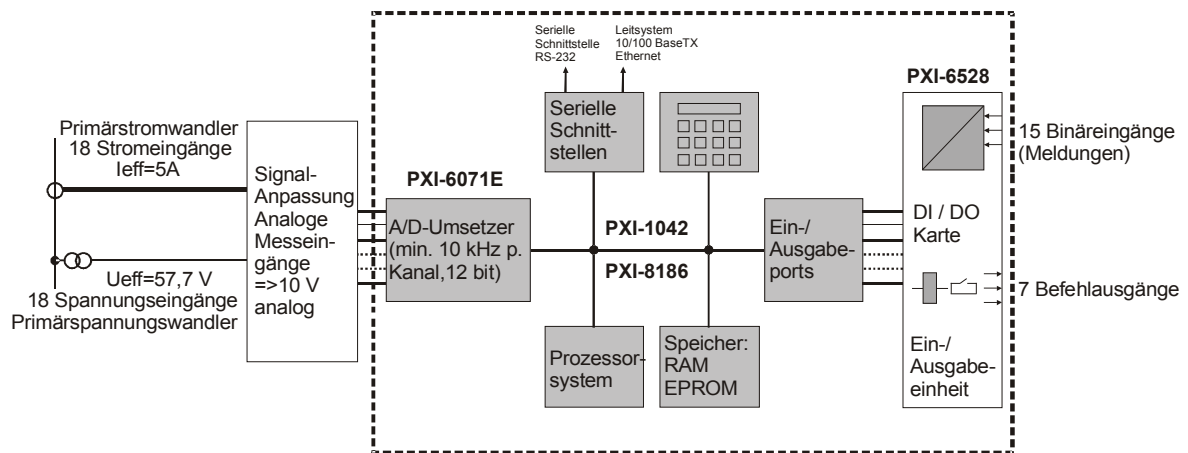 Serielle
Schnittstelle
RS-232
Leitsystem
10/100 BaseTX
Ethernet
PXI-6528
Primärstromwandler
18 Stromeingänge
Ieff=5A
Serielle
Schnitt-
stellen
15 Binäreingänge
(Meldungen)
Signal-
Anpassung
Analoge
Messein-
gänge
=>10 V
analog
PXI-6071E
A/D-Umsetzer
(min. 10 kHz p.
Kanal,12 bit)
PXI-1042
PXI-8186
Ein-/
Ausgabe-
ports
DI / DO
Karte
Ueff=57,7 V
18 Spannungseingänge
Primärspannungswandler
7 Befehlausgänge
Prozessor-
system
Speicher:
RAM
EPROM
Ein-/
Ausgabe-
einheit